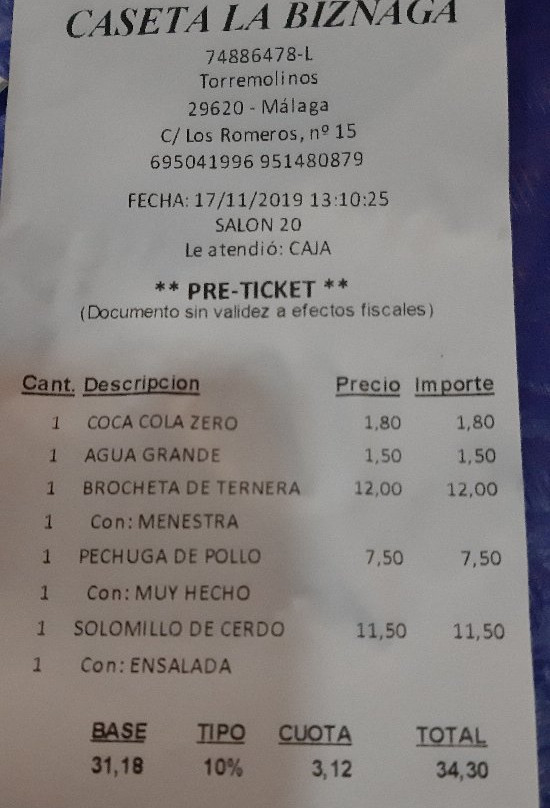 CASETA LA BIZNAGA
74886478-L
Torremolinos
29620 - Málaga
C/ Los Romeros, nº 15
695041996 951480879
FECHA: 17/11/2019 13:10:25
SALON 20
Le atendió: CAJA
** PRE-TICKET **
(Documento sin validez a efectos fiscales)
Cant. Descripcion Precio Importe
1 COCA COLA ZERO 1,80 1,80
1 AGUA GRANDE 1,50 1,50
1 BROCHETA DE TERNERA 12,00 12,00
1 Con: MENESTRA
1 PECHUGA DE POLLO 7,50 7,50
1 Con: MUY HECHO
1 SOLOMILLO DE CERDO 11,50 11,50
1 Con: ENSALADA
BASE TIPO CUOTA TOTAL
31,18 10% 3,12 34,30